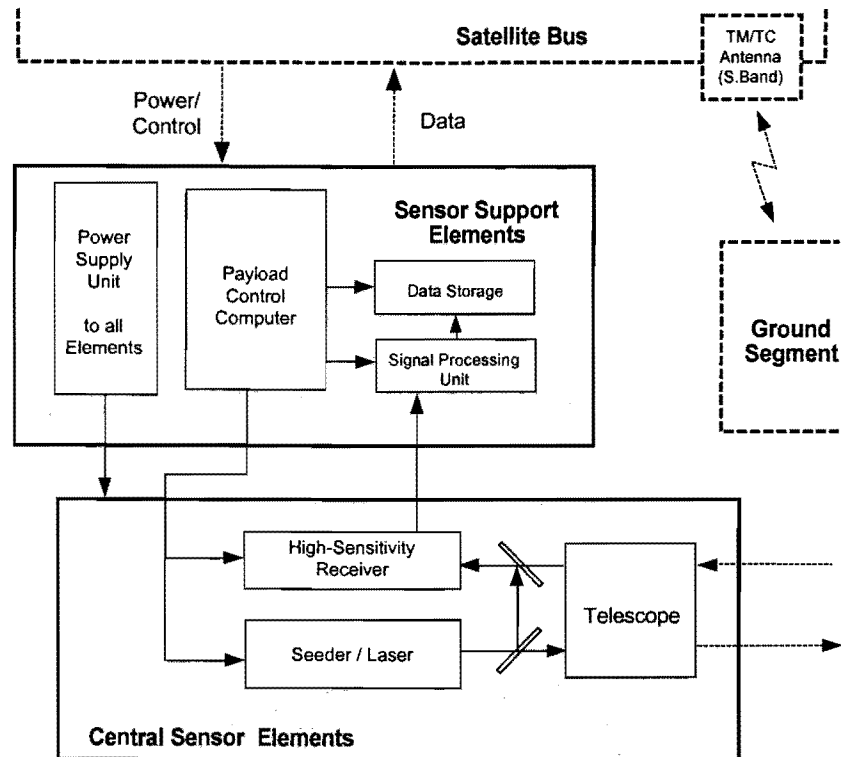 Satellite Bus
TM/TC
Antenna
(S.Band)
Power/
Control
Data
Power
Supply
Unit
to all
Elements
Payload
Control
Computer
Sensor Support
Elements
Data Storage
Signal Processing
Unit
Ground
Segment
High-Sensitivity
Receiver
Seeder / Laser
Telescope
Central Sensor Elements